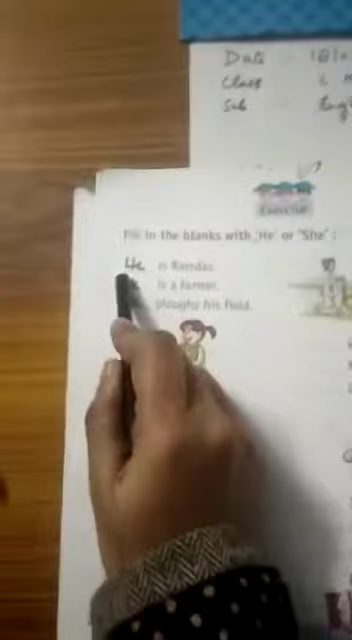 Date
Class
Sub Eng
Exercise
Fill in the blanks with 'He' or 'She' :
He is Ramdas.
is a farmer.
ploughs his field.